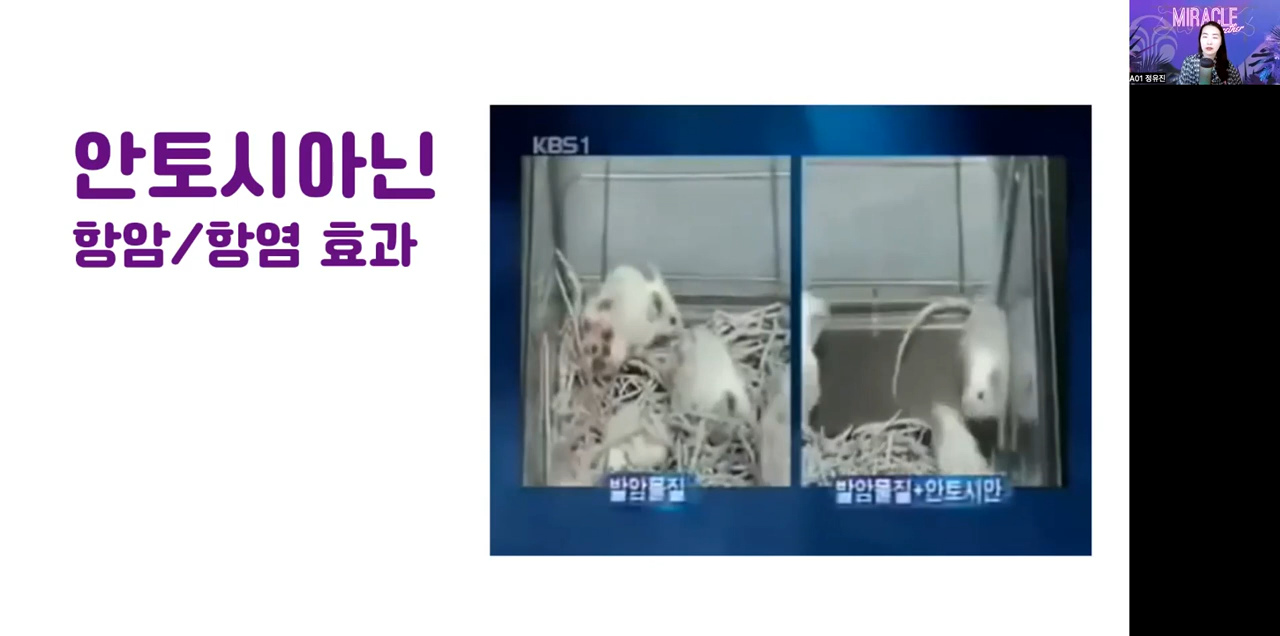 안토시아닌
항암/항염 효과
KBS1
발암물질
발암물질+안토시안
MIRACLE
A01 정유진